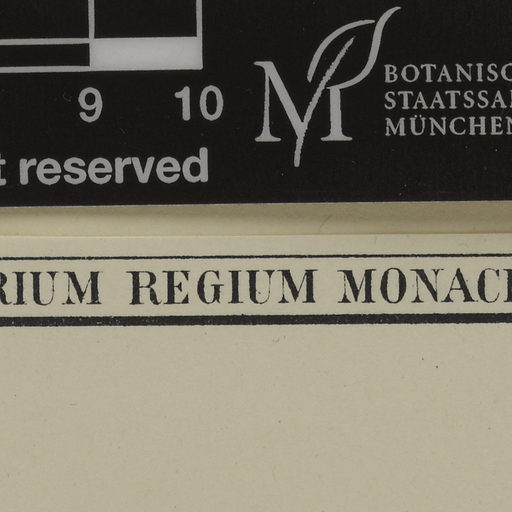 9 10
BOTANISC
STAATSSA
MÜNCHEN
t reserved
RIUM REGIUM MONAC